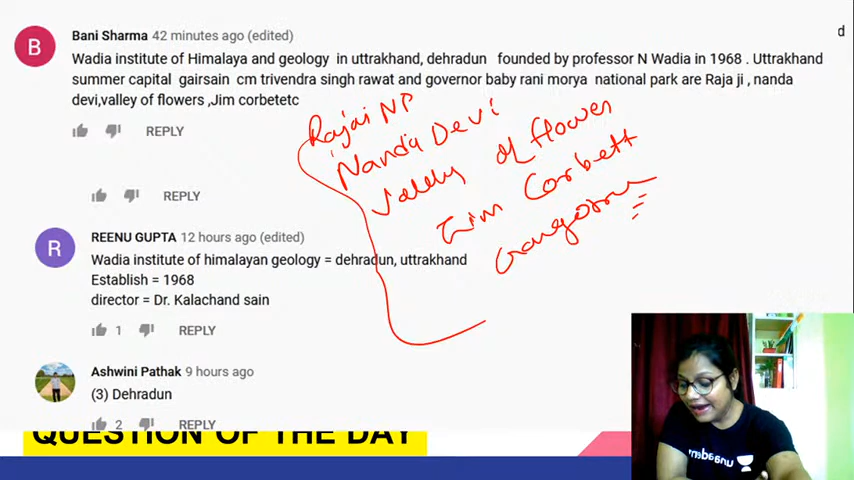 d
B
Bani Sharma 42 minutes ago (edited)
Wadia institute of Himalaya and geology in uttrakhand, dehradun founded by professor N Wadia in 1968 . Uttrakhand
summer capital gairsain cm trivendra singh rawat and governor baby rani morya national park are Raja ji , nanda
devi,valley of flowers ,Jim corbetetc
REPLY
Rajai NP
Nanda Devi
Valley of flower
Jim Corbett
REPLY
R
REENU GUPTA 12 hours ago (edited)
Wadia institute of himalayan geology = dehradun, uttrakhand
Establish = 1968
director = Dr. Kalachand sain
1 REPLY
Ashwini Pathak 9 hours ago
(3) Dehradun
2 REPLY
QUESTION OF THE DAY